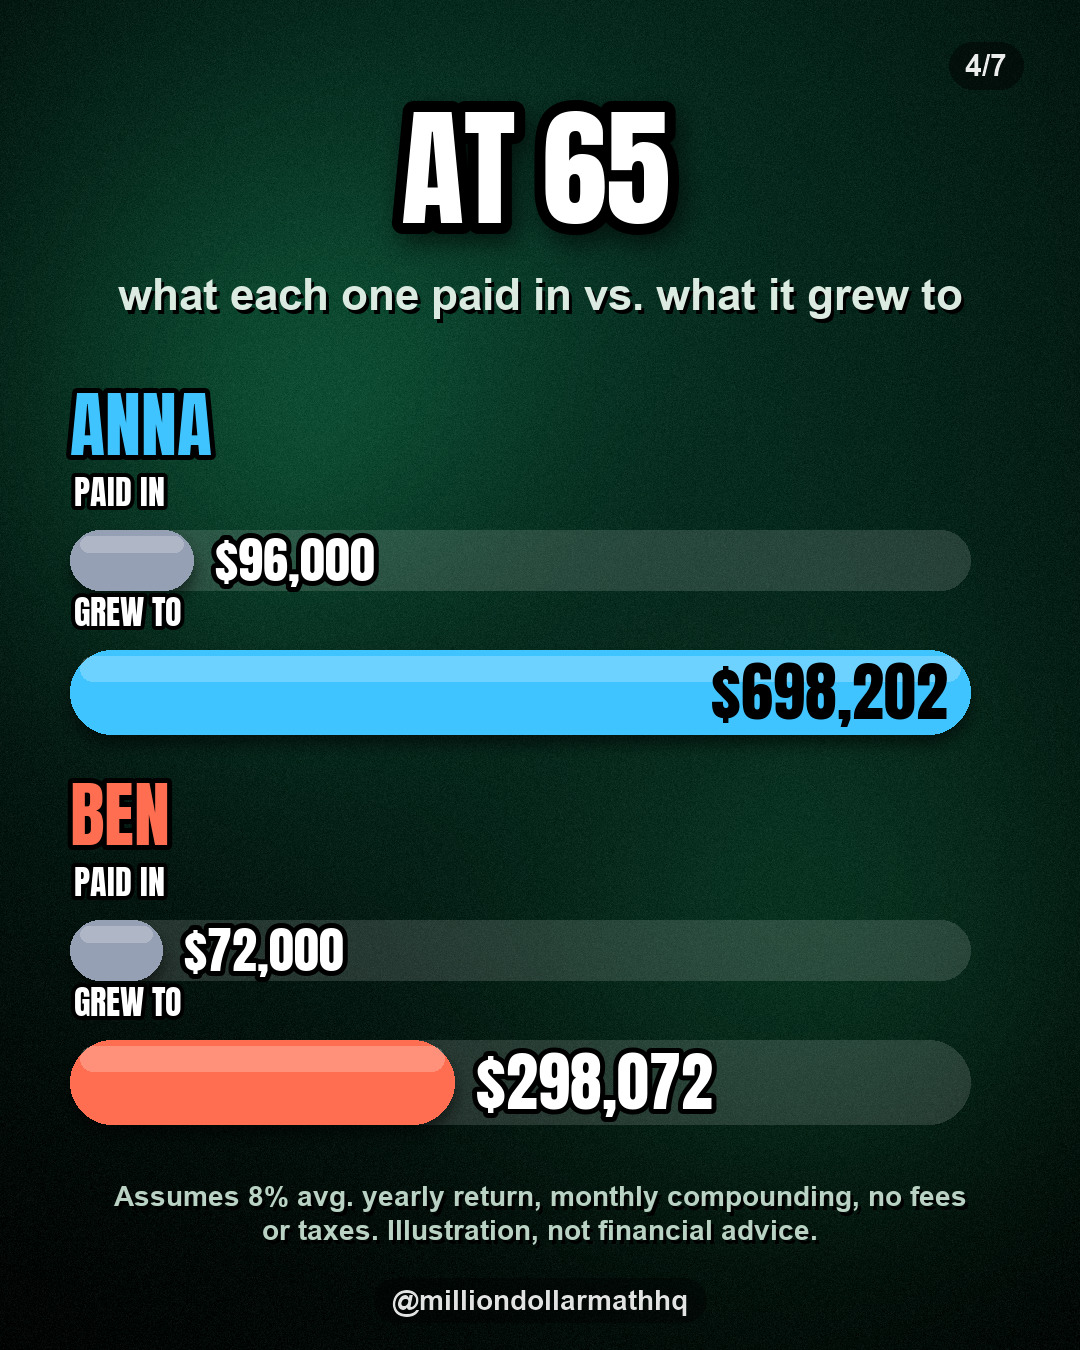 4/7
AT 65
what each one paid in vs. what it grew to
ANNA
PAID IN
$96,000
GREW TO
$698,202
BEN
PAID IN
$72,000
GREW TO
$298,072
Assumes 8% avg. yearly return, monthly compounding, no fees
or taxes. Illustration, not financial advice.
@milliondollarmathhq